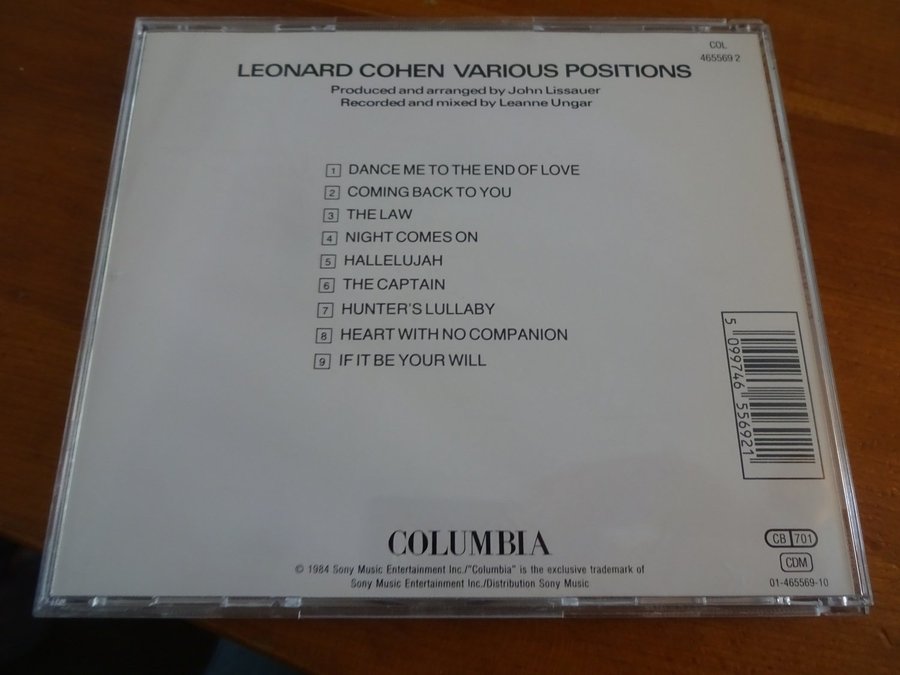 COL
465569 2
LEONARD COHEN VARIOUS POSITIONS
Produced and arranged by John Lissauer
Recorded and mixed by Leanne Ungar
1 DANCE ME TO THE END OF LOVE
2 COMING BACK TO YOU
3 THE LAW
4 NIGHT COMES ON
5 HALLELUJAH
6 THE CAPTAIN
7 HUNTER'S LULLABY
8 HEART WITH NO COMPANION
9 IF IT BE YOUR WILL
5 099746 556921
COLUMBIA
© 1984 Sony Music Entertainment Inc./"Columbia" is the exclusive trademark of
Sony Music Entertainment Inc./Distribution Sony Music
CB 701
CDM
01-465569-10